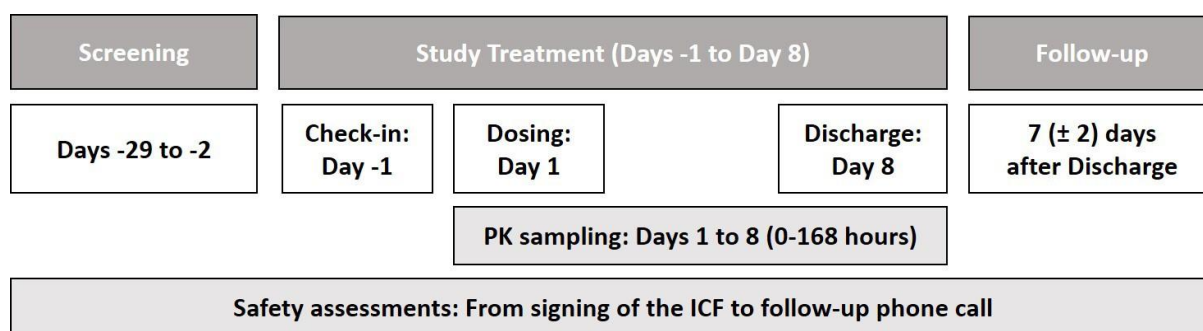 Screening
Study Treatment (Days -1 to Day 8)
Follow-up
Days -29 to -2
Check-in:
Day -1
Dosing:
Day 1
Discharge:
Day 8
7 (± 2) days
after Discharge
PK sampling: Days 1 to 8 (0-168 hours)
Safety assessments: From signing of the ICF to follow-up phone call